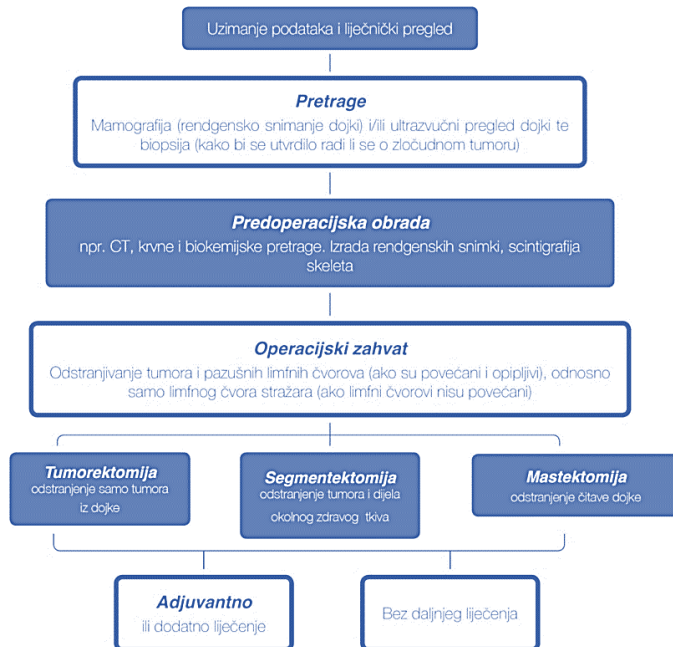 Uzimanje podataka i liječnički pregled
Pretrage
Mamografija (rendgensko snimanje dojki) i/ili ultrazvučni pregled dojki te
biopsija (kako bi se utvrdilo radi li se o zloćudnom tumoru)
Predoperacijska obrada
npr. CT, krvne i biokemijske pretrage. Izrada rendgenskih snimki, scintigrafija
skeleta
Operacijski zahvat
Odstranjivanje tumora i pazušnih limfnih čvorova (ako su povećani i opipljivi), odnosno
samo limfnog čvora stražara (ako limfni čvorovi nisu povećani)
Tumorektomija
odstranjenje samo tumora
iz dojke
Segmentektomija
odstranjenje tumora i dijela
okolnog zdravog tkiva
Mastektomija
odstranjenje čitave dojke
Adjuvantno
ili dodatno liječenje
Bez daljnjeg liječenja